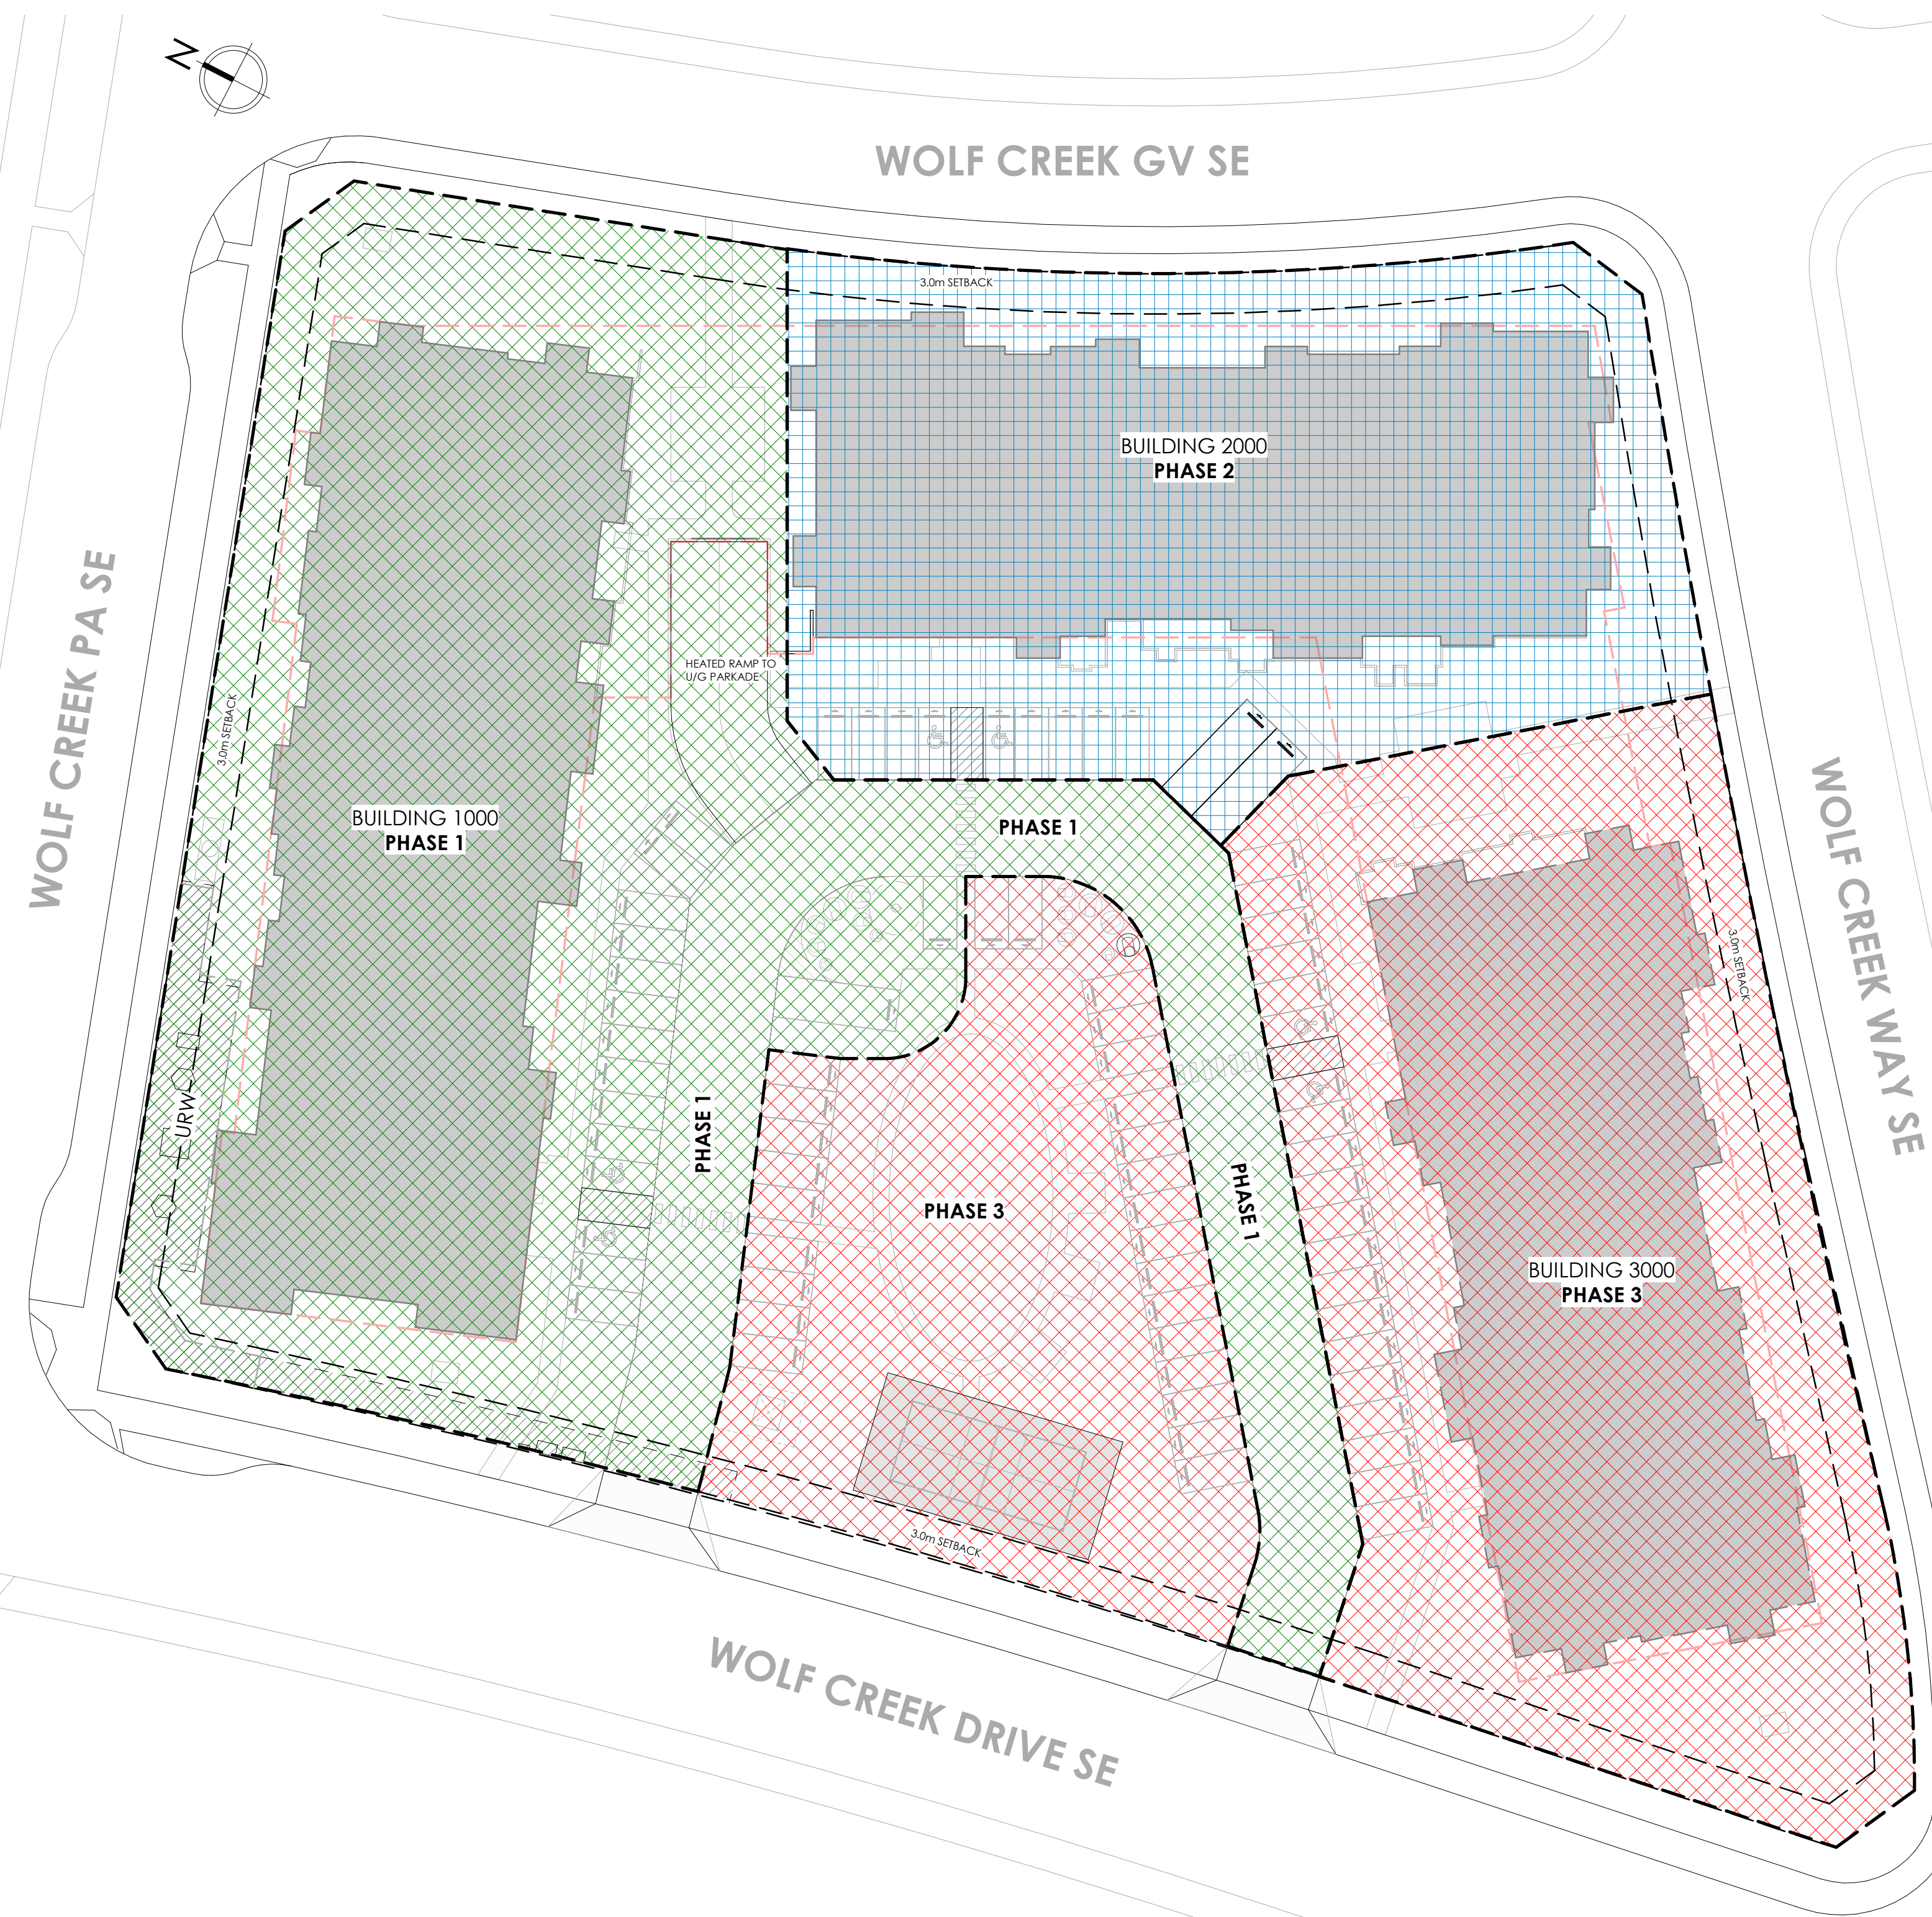 N
WOLF CREEK GV SE
3.0m SETBACK
BUILDING 2000
PHASE 2
HEATED RAMP TO
U/G PARKADE
WOLF CREEK PA SE
3.0m SETBACK
BUILDING 1000
PHASE 1
PHASE 1
WOLF CREEK WAY SE
3.0m SETBACK
URW
PHASE 1
PHASE 3
PHASE 1
BUILDING 3000
PHASE 3
3.0m SETBACK
WOLF CREEK DRIVE SE